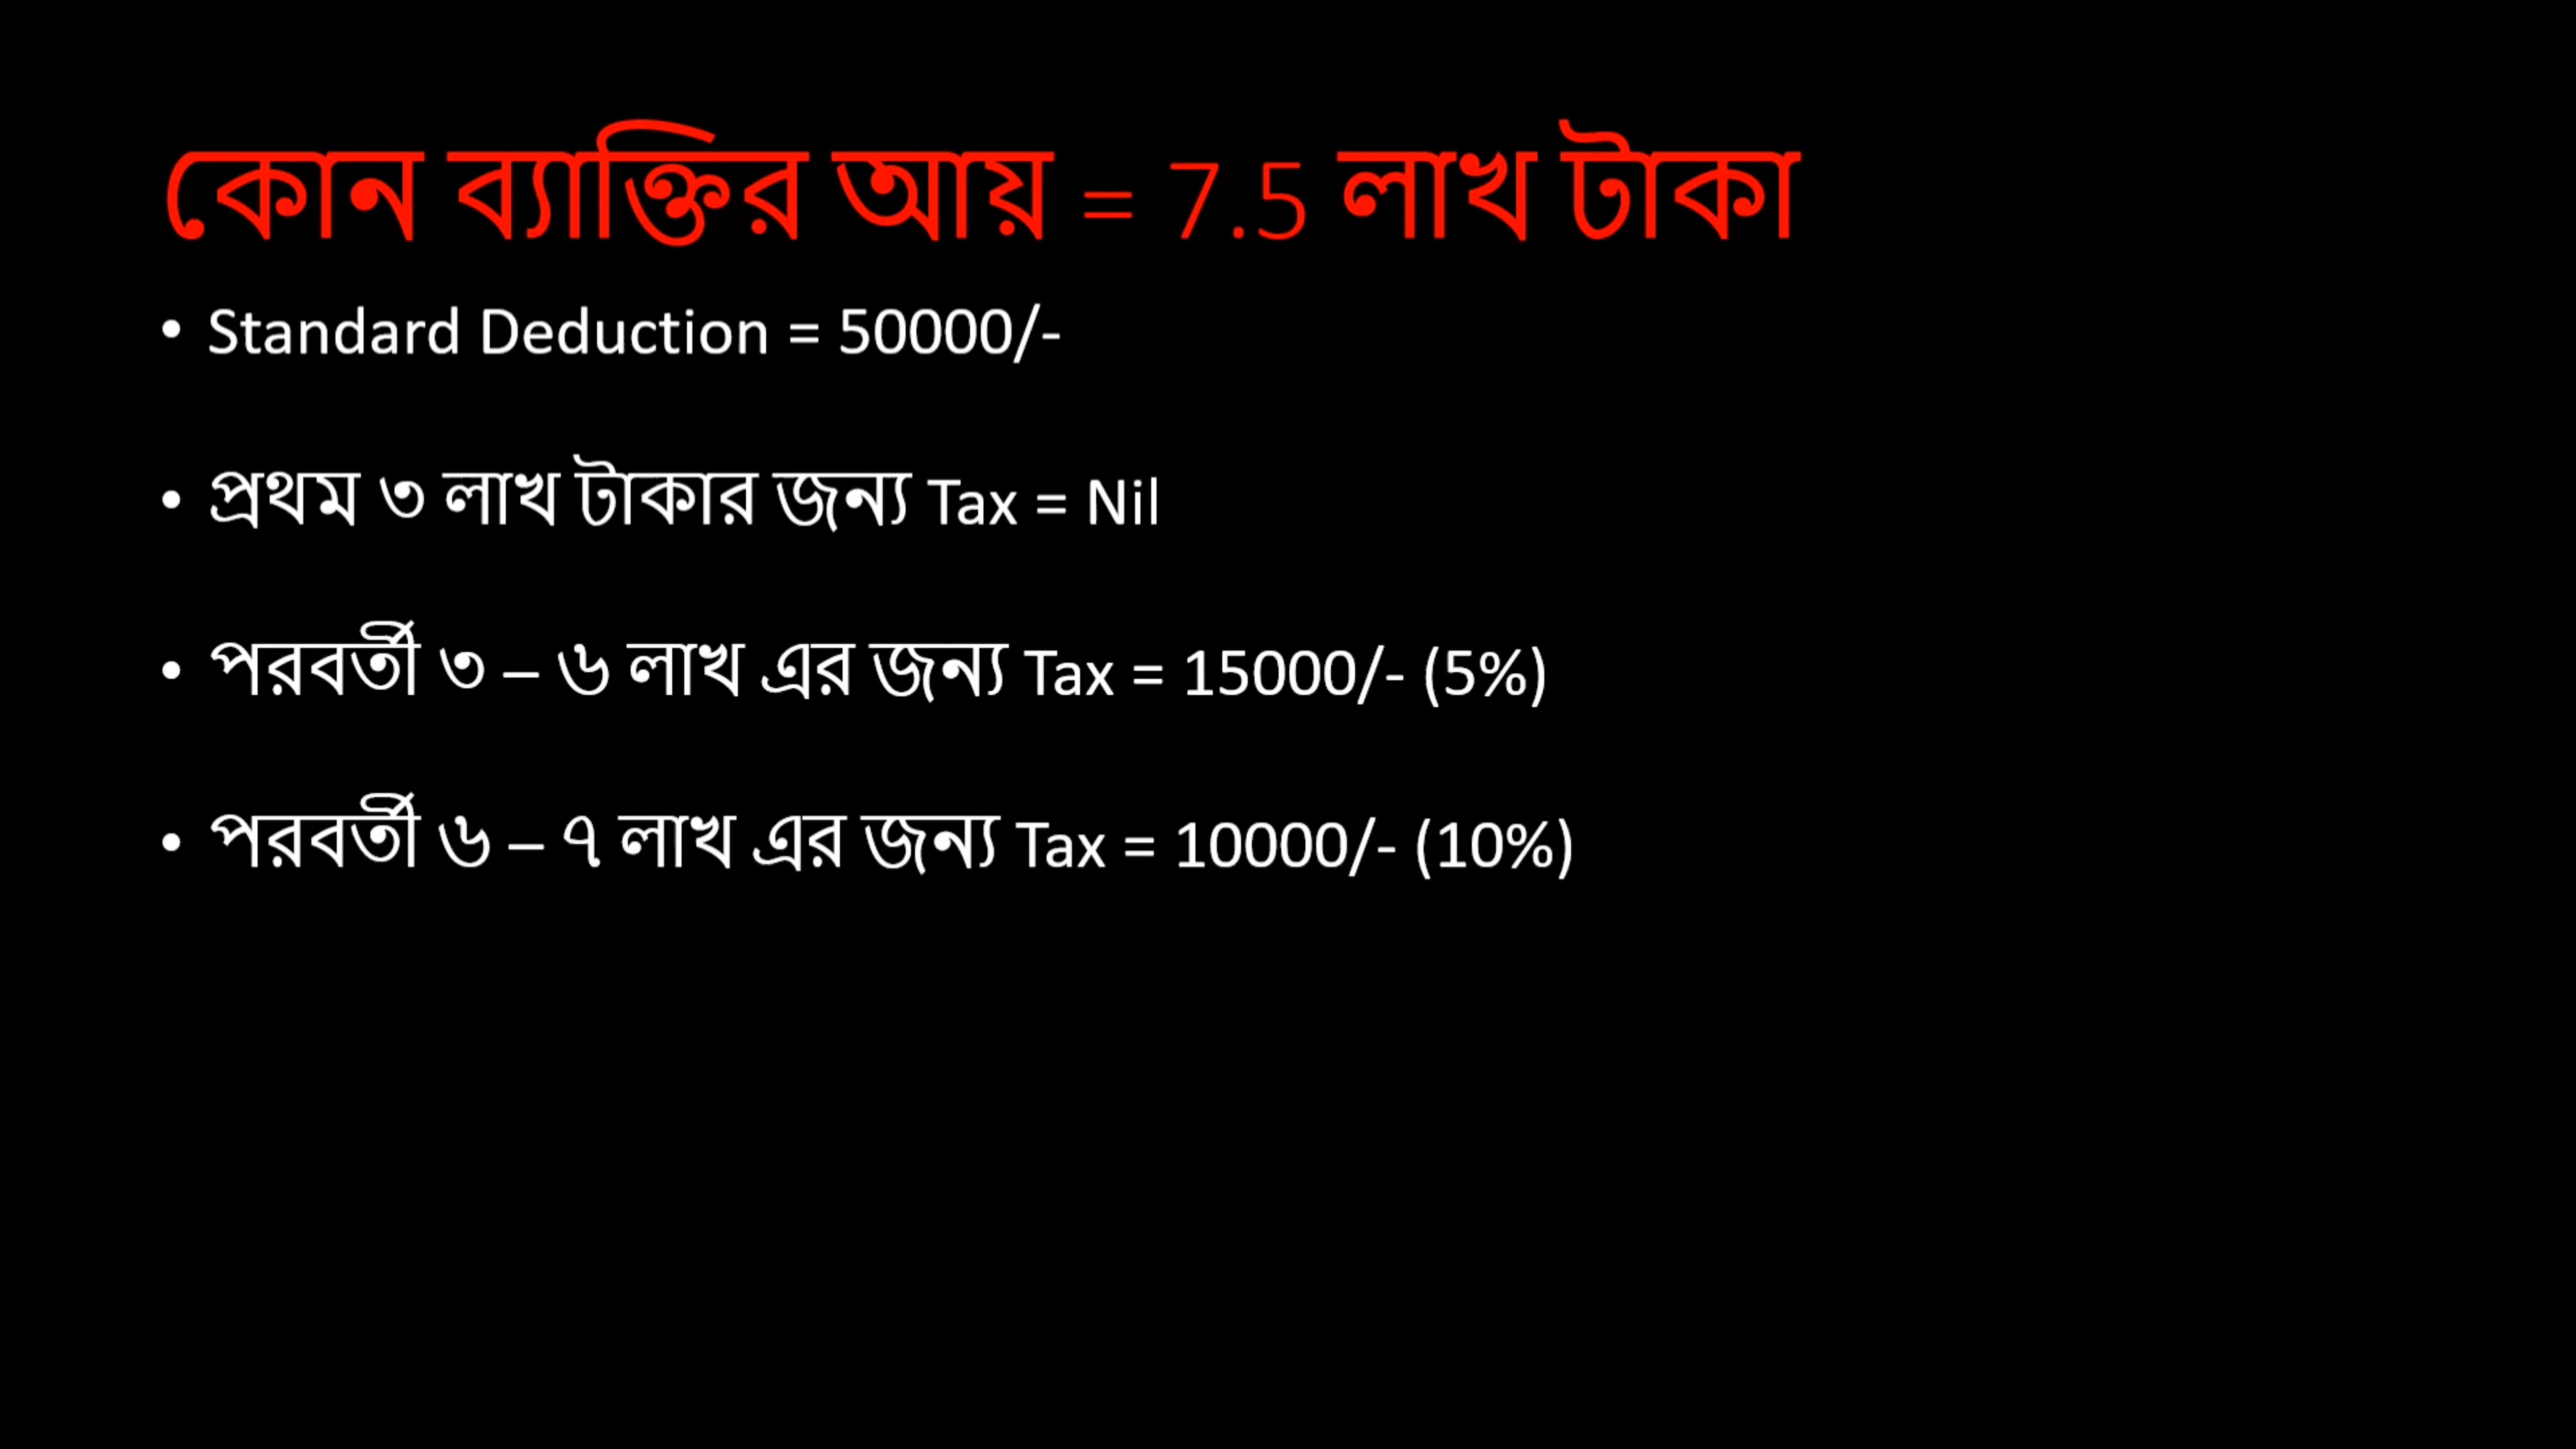 কোন ব্যাক্তির আয় = 7.5 লাখ টাকা
• Standard Deduction = 50000/-
• প্রথম ৩ লাখ টাকার জন্য Tax = Nil
• পরবর্তী ৩ – ৬ লাখ এর জন্য Tax = 15000/- (5%)
• পরবর্তী ৬ – ৭ লাখ এর জন্য Tax = 10000/- (10%)